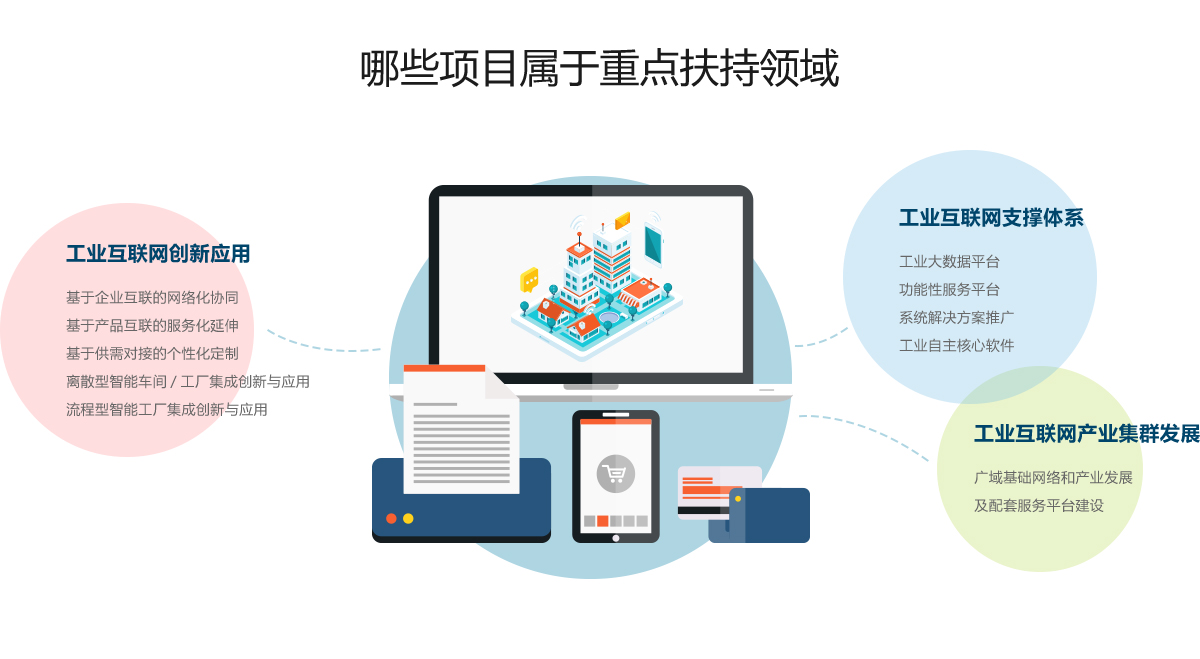 哪些项目属于重点扶持领域
工业互联网创新应用
基于企业互联的网络化协同
基于产品互联的服务化延伸
基于供需对接的个性化定制
离散型智能车间 / 工厂集成创新与应用
流程型智能工厂集成创新与应用
工业互联网支撑体系
工业大数据平台
功能性服务平台
系统解决方案推广
工业自主核心软件
工业互联网产业集群发展
广域基础网络和产业发展
及配套服务平台建设